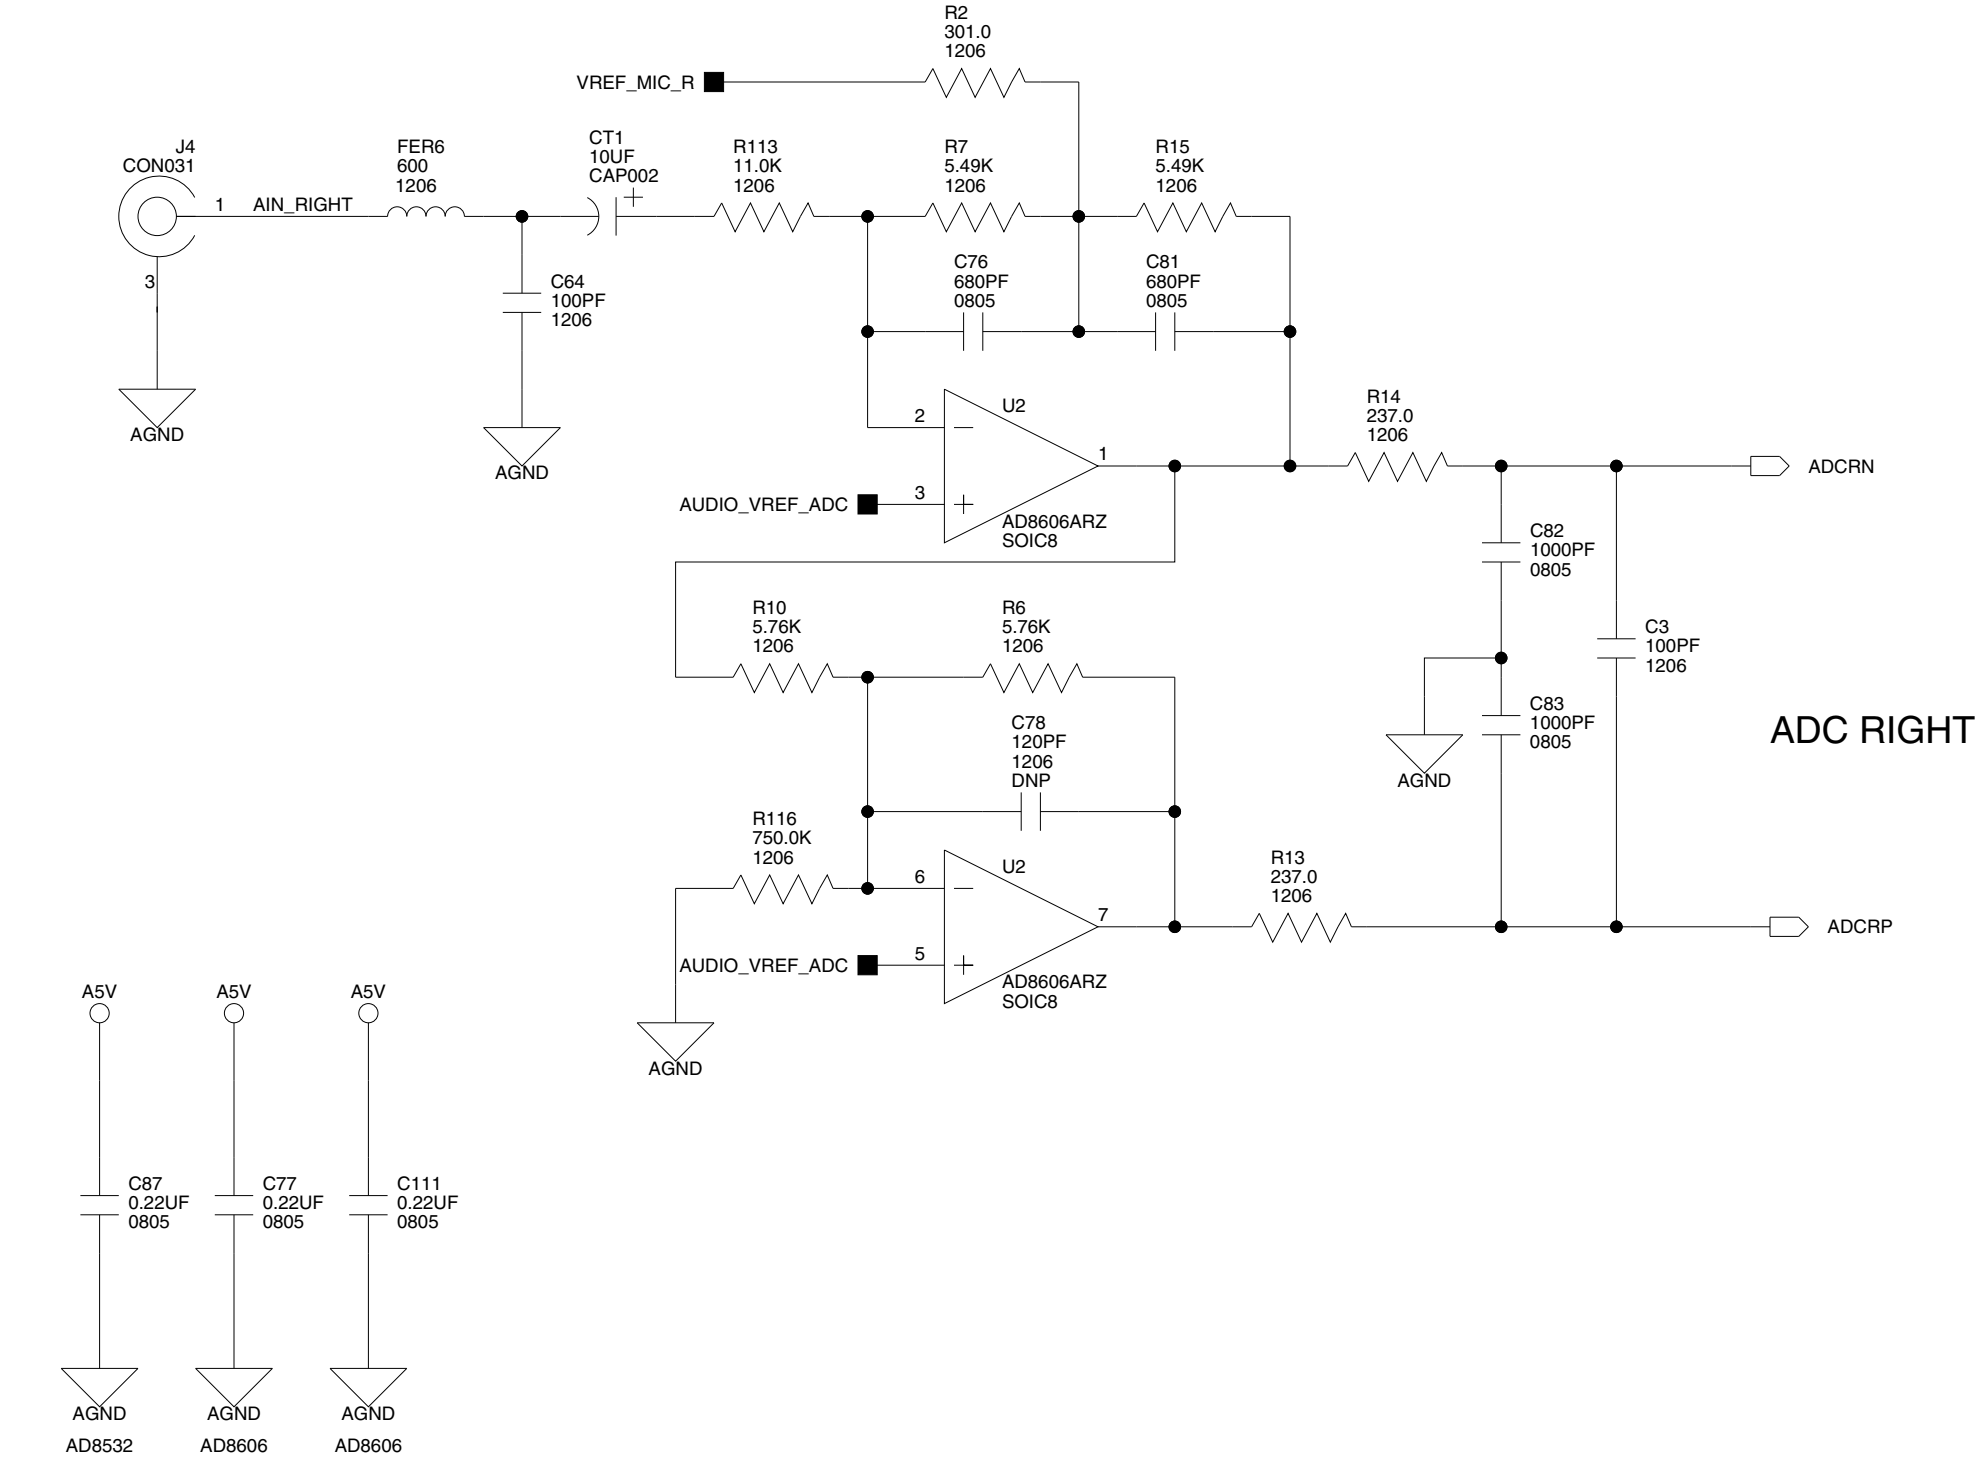 R2
301.0
1206
VREF_MIC_R
J4
CON031
1
AIN_RIGHT
3
AGND
FER6
600
1206
CT1
10UF
CAP002
+
C64
100PF
1206
AGND
R113
11.0K
1206
R7
5.49K
1206
R15
5.49K
1206
C76
680PF
0805
C81
680PF
0805
2
U2
1
3
AUDIO_VREF_ADC
AD8606ARZ
SOIC8
R14
237.0
1206
ADCRN
C82
1000PF
0805
C3
100PF
1206
C83
1000PF
0805
AGND
ADC RIGHT
R10
5.76K
1206
R6
5.76K
1206
C78
120PF
1206
DNP
R116
750.0K
1206
6
U2
7
5
AUDIO_VREF_ADC
AD8606ARZ
SOIC8
AGND
R13
237.0
1206
ADCRP
A5V
A5V
A5V
C87
0.22UF
0805
C77
0.22UF
0805
C111
0.22UF
0805
AGND
AGND
AGND
AD8532
AD8606
AD8606